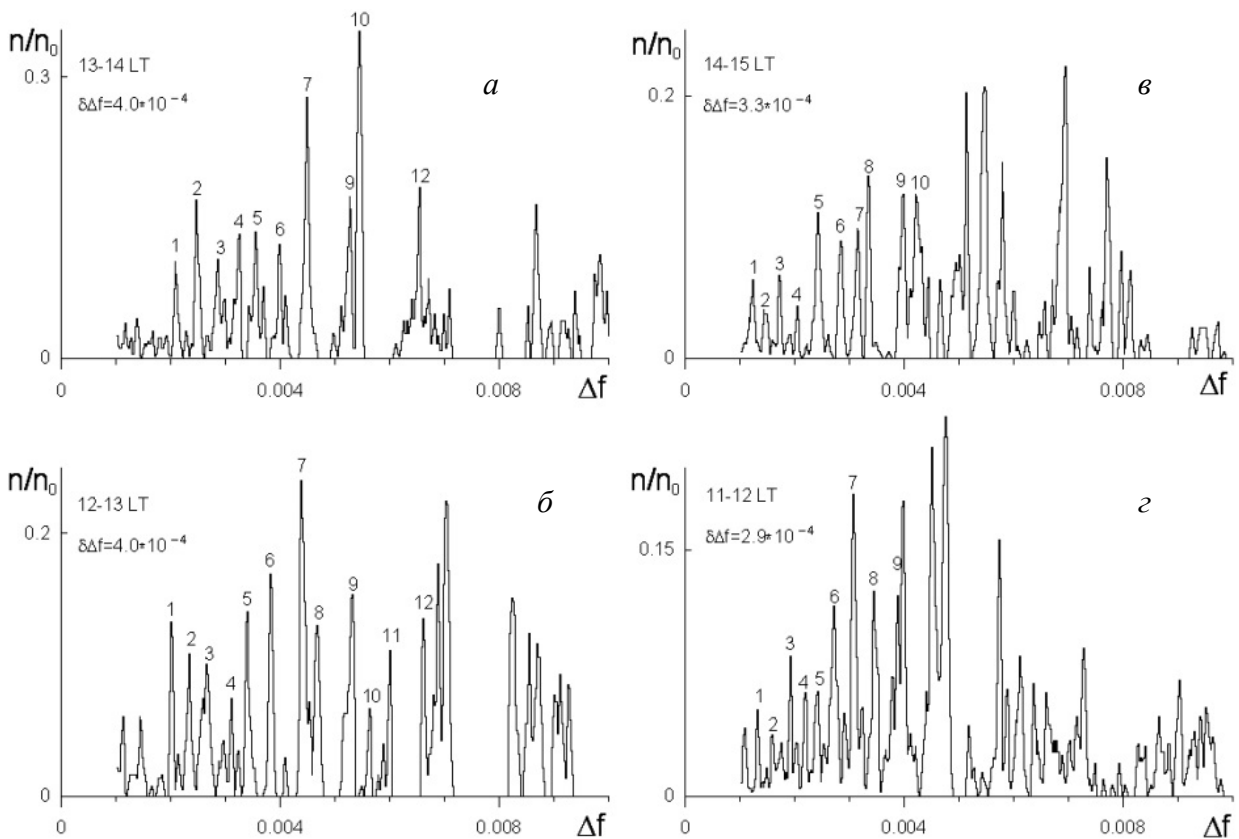 n/n0
13-14 LT
δΔf=4.0*10 −4
а
0.3
0
1 2 3 4 5 6 7 9 10 12
0 0.004 0.008 Δf
n/n0
14-15 LT
δΔf=3.3*10 −4
в
0.2
0
1 2 3 4 5 6 7 8 9 10
0 0.004 0.008 Δf
n/n0
12-13 LT
δΔf=4.0*10 −4
б
0.2
0
1 2 3 4 5 6 7 8 9 10 11 12
0 0.004 0.008 Δf
n/n0
11-12 LT
δΔf=2.9*10 −4
г
0.15
0
1 2 3 4 5 6 7 8 9
0 0.004 0.008 Δf